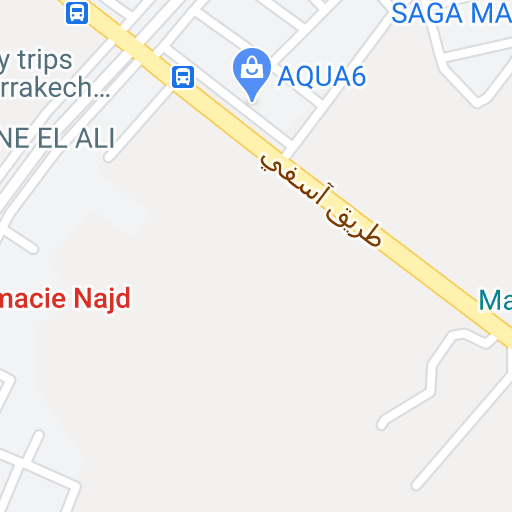 SAGA MA
y trips
rrakech...
AQUA6
NE EL ALI
طريق آسفي
macie Najd
Ma